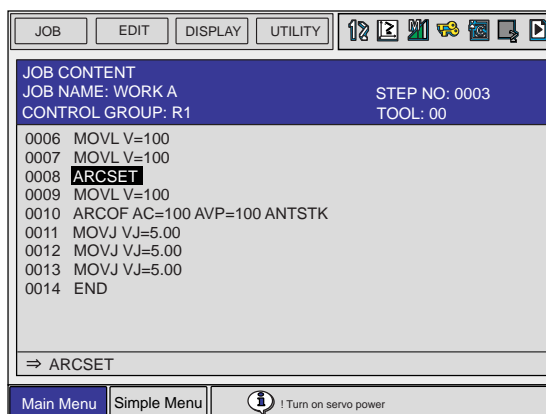 JOB EDIT DISPLAY UTILITY
JOB CONTENT
JOB NAME: WORK A STEP NO: 0003
CONTROL GROUP: R1 TOOL: 00
0006 MOVL V=100
0007 MOVL V=100
0008 ARCSET
0009 MOVL V=100
0010 ARCOF AC=100 AVP=100 ANTSTK
0011 MOVJ VJ=5.00
0012 MOVJ VJ=5.00
0013 MOVJ VJ=5.00
0014 END
⇒ ARCSET
Main Menu Simple Menu ! Turn on servo power